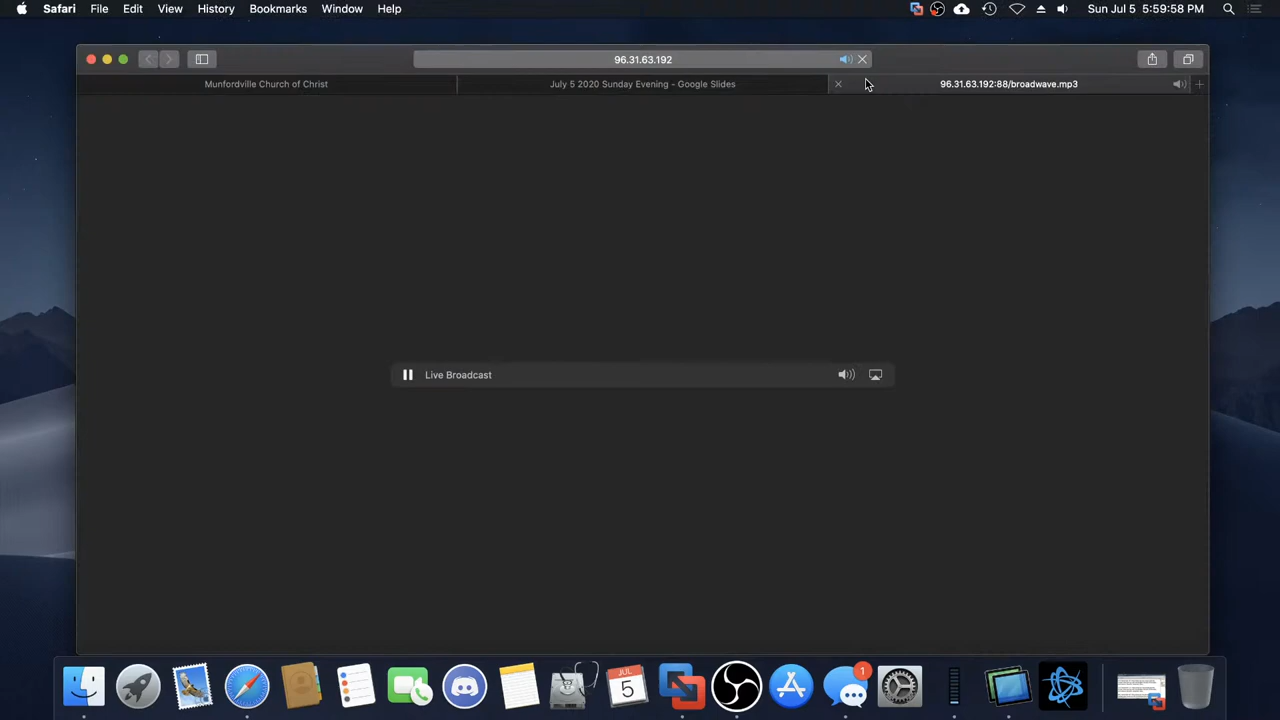 Safari File Edit View History Bookmarks Window Help Sun Jul 5 5:59:58 PM
96.31.63.192
Munfordville Church of Christ July 5 2020 Sunday Evening - Google Slides 96.31.63.192:88/broadwave.mp3
Live Broadcast
JUL
5
1